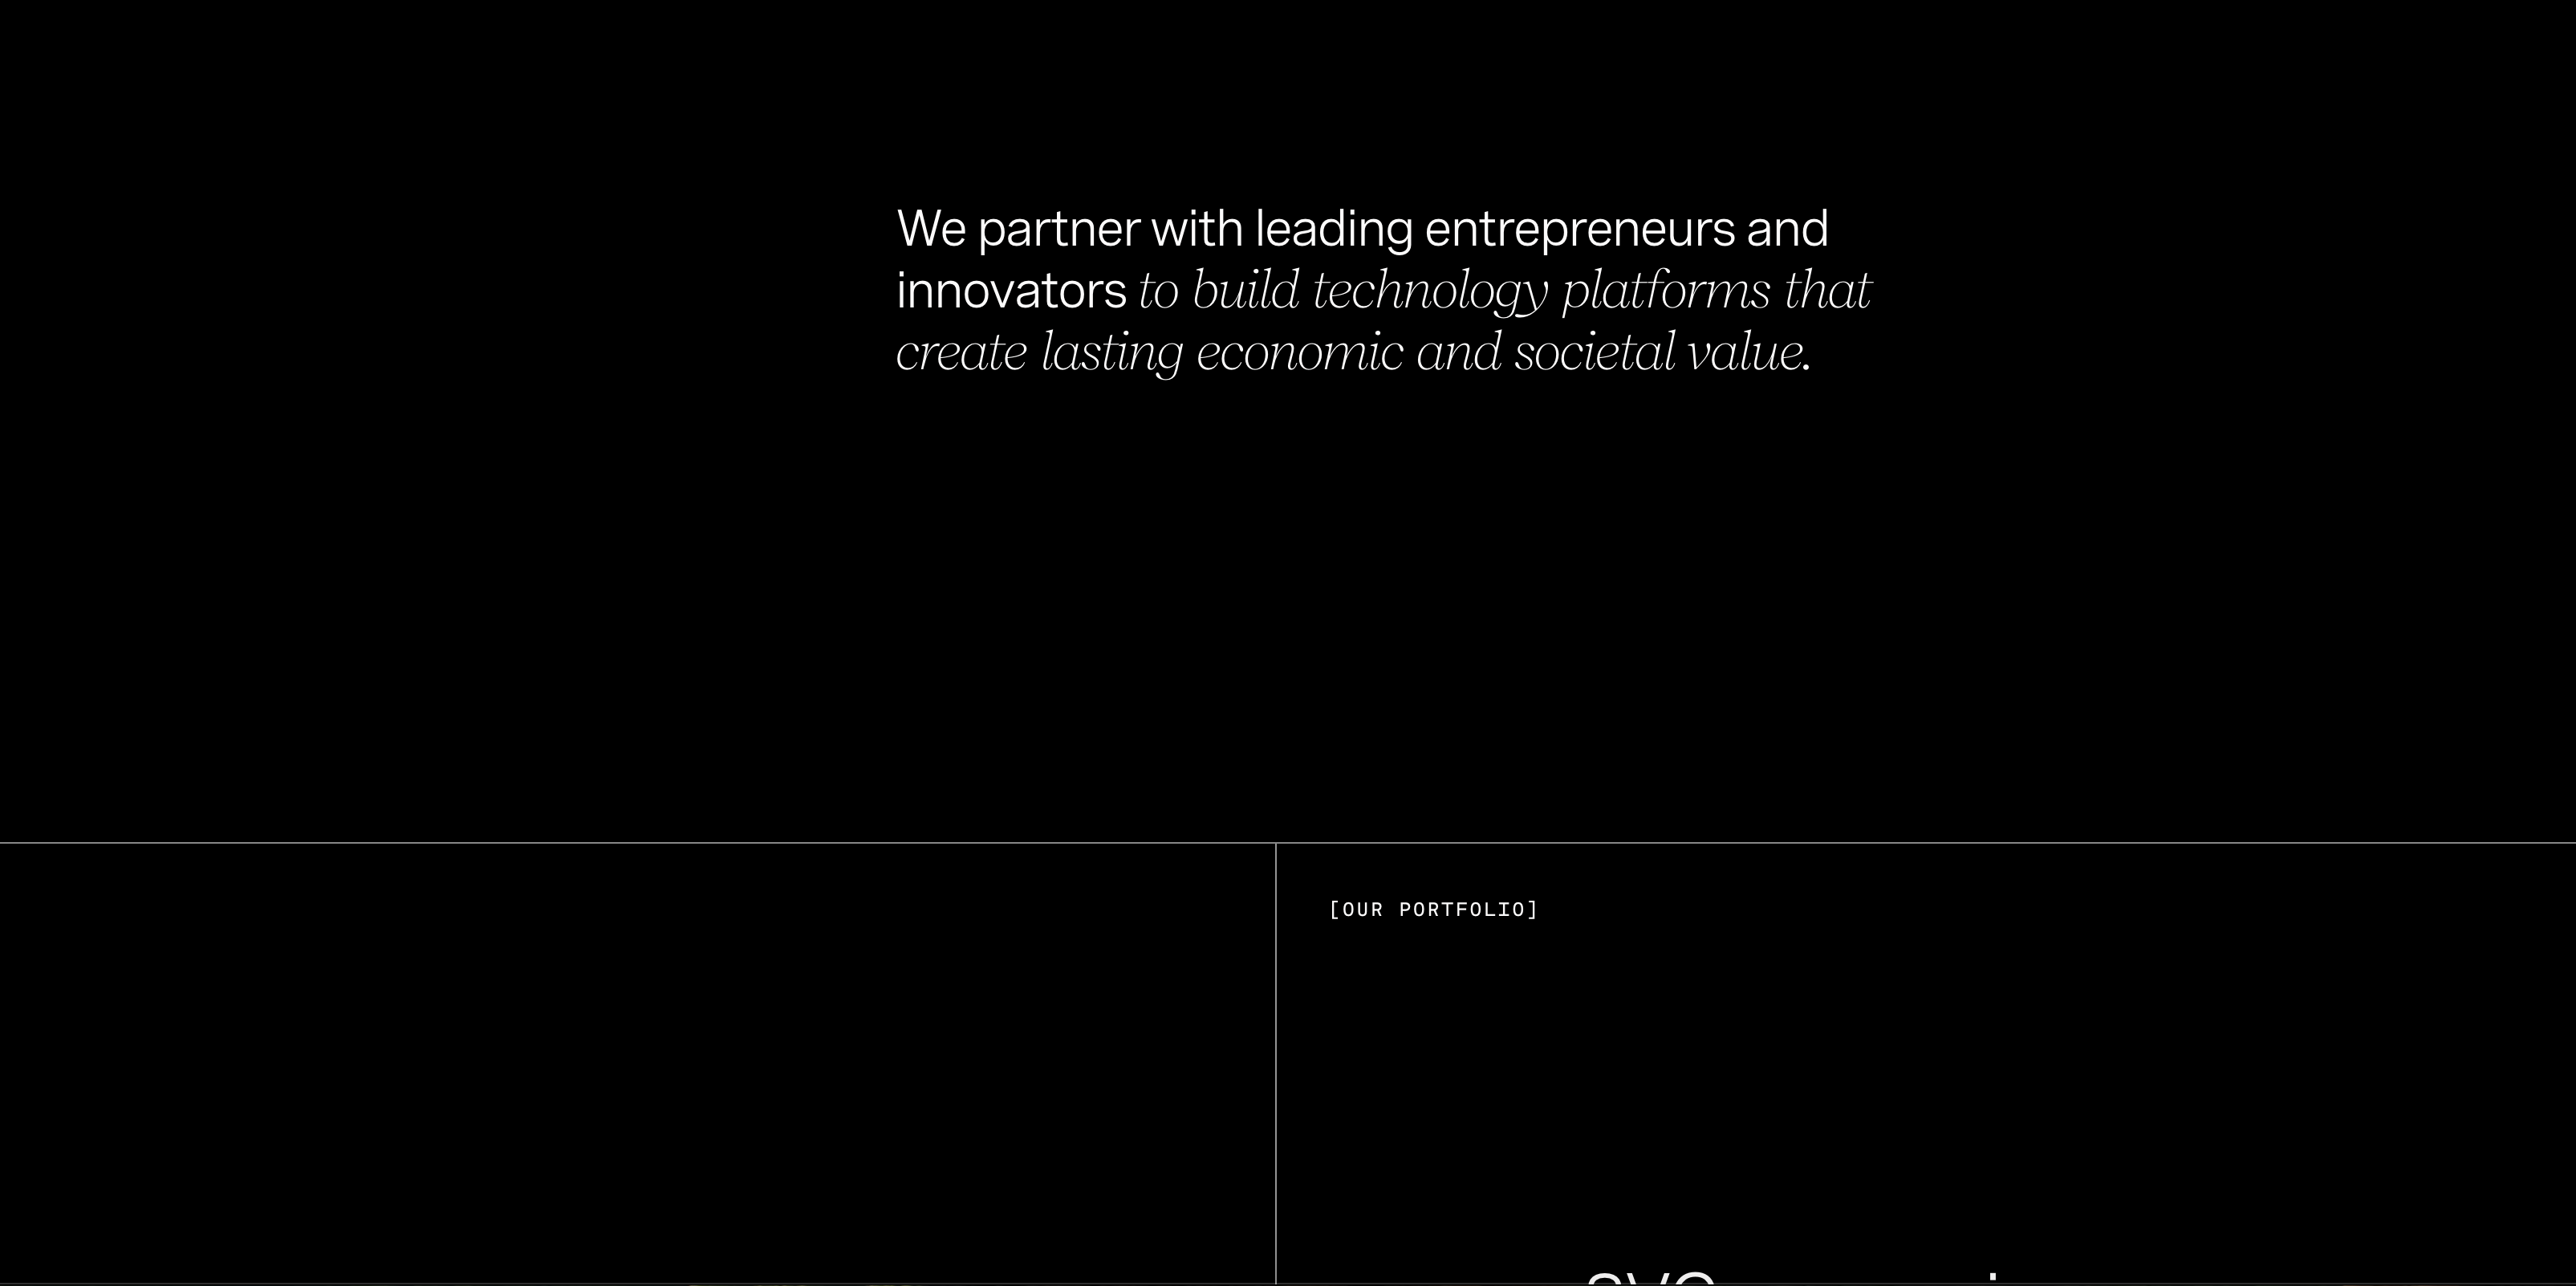 We partner with leading entrepreneurs and
innovators to build technology platforms that
create lasting economic and societal value.
[OUR PORTFOLIO]